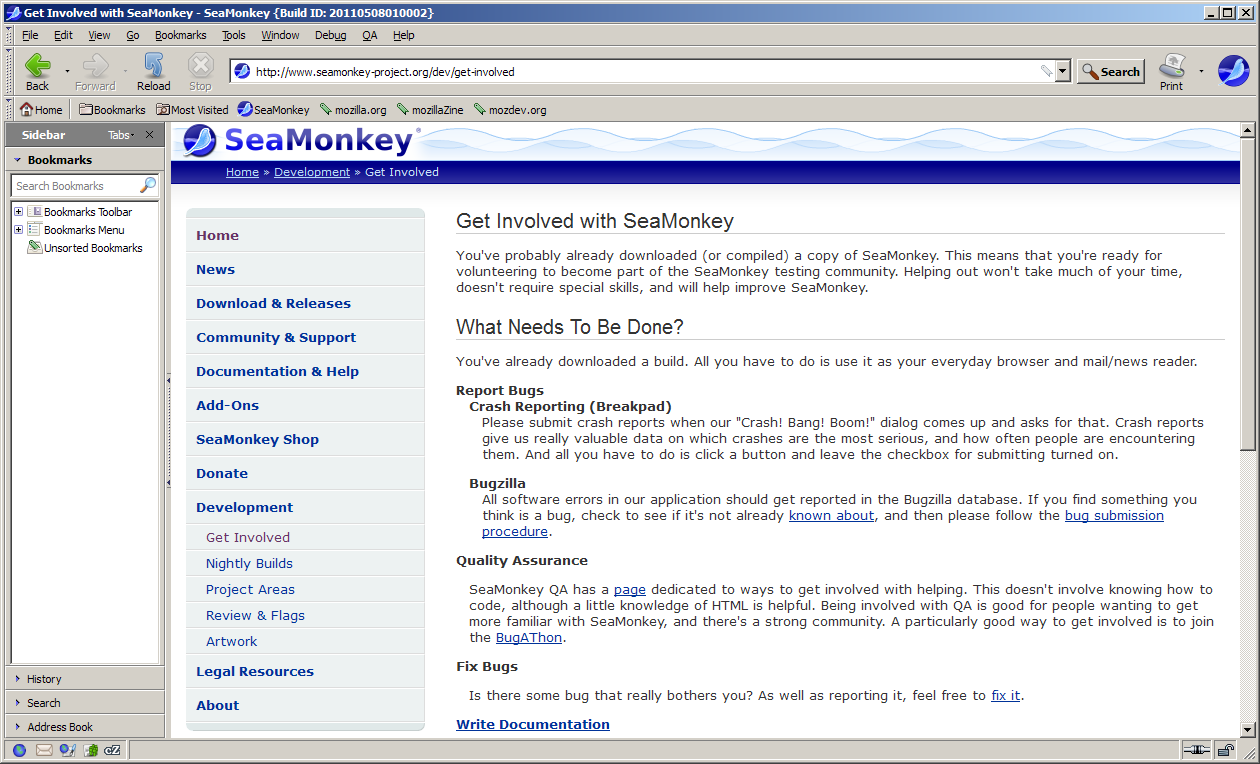 Get Involved with SeaMonkey - SeaMonkey {Build ID: 20110508010002}
File Edit View Go Bookmarks Tools Window Debug QA Help
Back Forward Reload Stop
http://www.seamonkey-project.org/dev/get-involved
Search
Print
Home Bookmarks Most Visited SeaMonkey mozilla.org mozillaZine mozdev.org
Sidebar Tabs
Bookmarks
Search Bookmarks
Bookmarks Toolbar
Bookmarks Menu
Unsorted Bookmarks
History
Search
Address Book
cZ
SeaMonkey®
Home » Development » Get Involved
Home
News
Download & Releases
Community & Support
Documentation & Help
Add-Ons
SeaMonkey Shop
Donate
Development
Get Involved
Nightly Builds
Project Areas
Review & Flags
Artwork
Legal Resources
About
Get Involved with SeaMonkey
You've probably already downloaded (or compiled) a copy of SeaMonkey. This means that you're ready for
volunteering to become part of the SeaMonkey testing community. Helping out won't take much of your time,
doesn't require special skills, and will help improve SeaMonkey.
What Needs To Be Done?
You've already downloaded a build. All you have to do is use it as your everyday browser and mail/news reader.
Report Bugs
Crash Reporting (Breakpad)
Please submit crash reports when our "Crash! Bang! Boom!" dialog comes up and asks for that. Crash reports
give us really valuable data on which crashes are the most serious, and how often people are encountering
them. And all you have to do is click a button and leave the checkbox for submitting turned on.
Bugzilla
All software errors in our application should get reported in the Bugzilla database. If you find something you
think is a bug, check to see if it's not already known about, and then please follow the bug submission
procedure.
Quality Assurance
SeaMonkey QA has a page dedicated to ways to get involved with helping. This doesn't involve knowing how to
code, although a little knowledge of HTML is helpful. Being involved with QA is good for people wanting to get
more familiar with SeaMonkey, and there's a strong community. A particularly good way to get involved is to join
the BugAThon.
Fix Bugs
Is there some bug that really bothers you? As well as reporting it, feel free to fix it.
Write Documentation